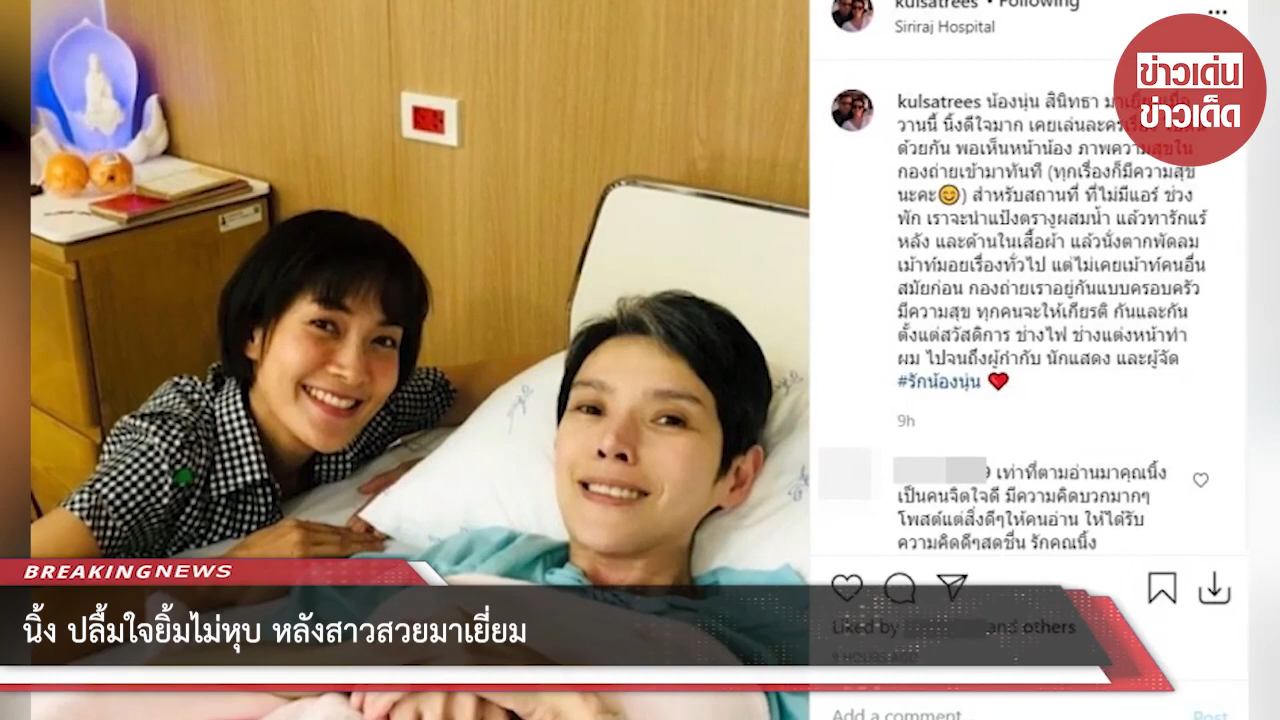 kulsatrees • Following
Siriraj Hospital
ข่าวเด่น
ข่าวเด็ด
kulsatrees น้องนุ่น สินิทธา
วานนี้ นิ้งดีใจมาก เคยเล่นละคร
ด้วยกัน พอเห็นหน้าน้อง ภาพความสุขใน
กองถ่ายเข้ามาทันที (ทุกเรื่องก็มีความสุข
นะคะ😊) สำหรับสถานที่ ที่ไม่มีแอร์ ช่วง
พัก เราจะนำแป้งตรางูผสมน้ำ แล้วทารักแร้
หลัง และด้านในเสื้อผ้า แล้วนั่งตากพัดลม
เม้าท์มอยเรื่องทั่วไป แต่ไม่เคยเม้าท์คนอื่น
สมัยก่อน กองถ่ายเราอยู่กันแบบครอบครัว
มีความสุข ทุกคนจะให้เกียรติ กันและกัน
ตั้งแต่สวัสดิการ ช่างไฟ ช่างแต่งหน้าทำ
ผม ไปจนถึงผู้กำกับ นักแสดง และผู้จัด
#รักน้องนุ่น ❤️
9h
9 เท่าที่ตามอ่านมาคุณนิ้ง
เป็นคนจิตใจดี มีความคิดบวกมากๆ
โพสต์แต่สิ่งดีๆให้คนอ่าน ให้ได้รับ
ความคิดดีๆสดชื่น รักคุณนิ้ง
Liked by and others
9 HOURS AGO
Add a comment... Post
BREAKING NEWS
นิ้ง ปลื้มใจยิ้มไม่หุบ หลังสาวสวยมาเยี่ยม